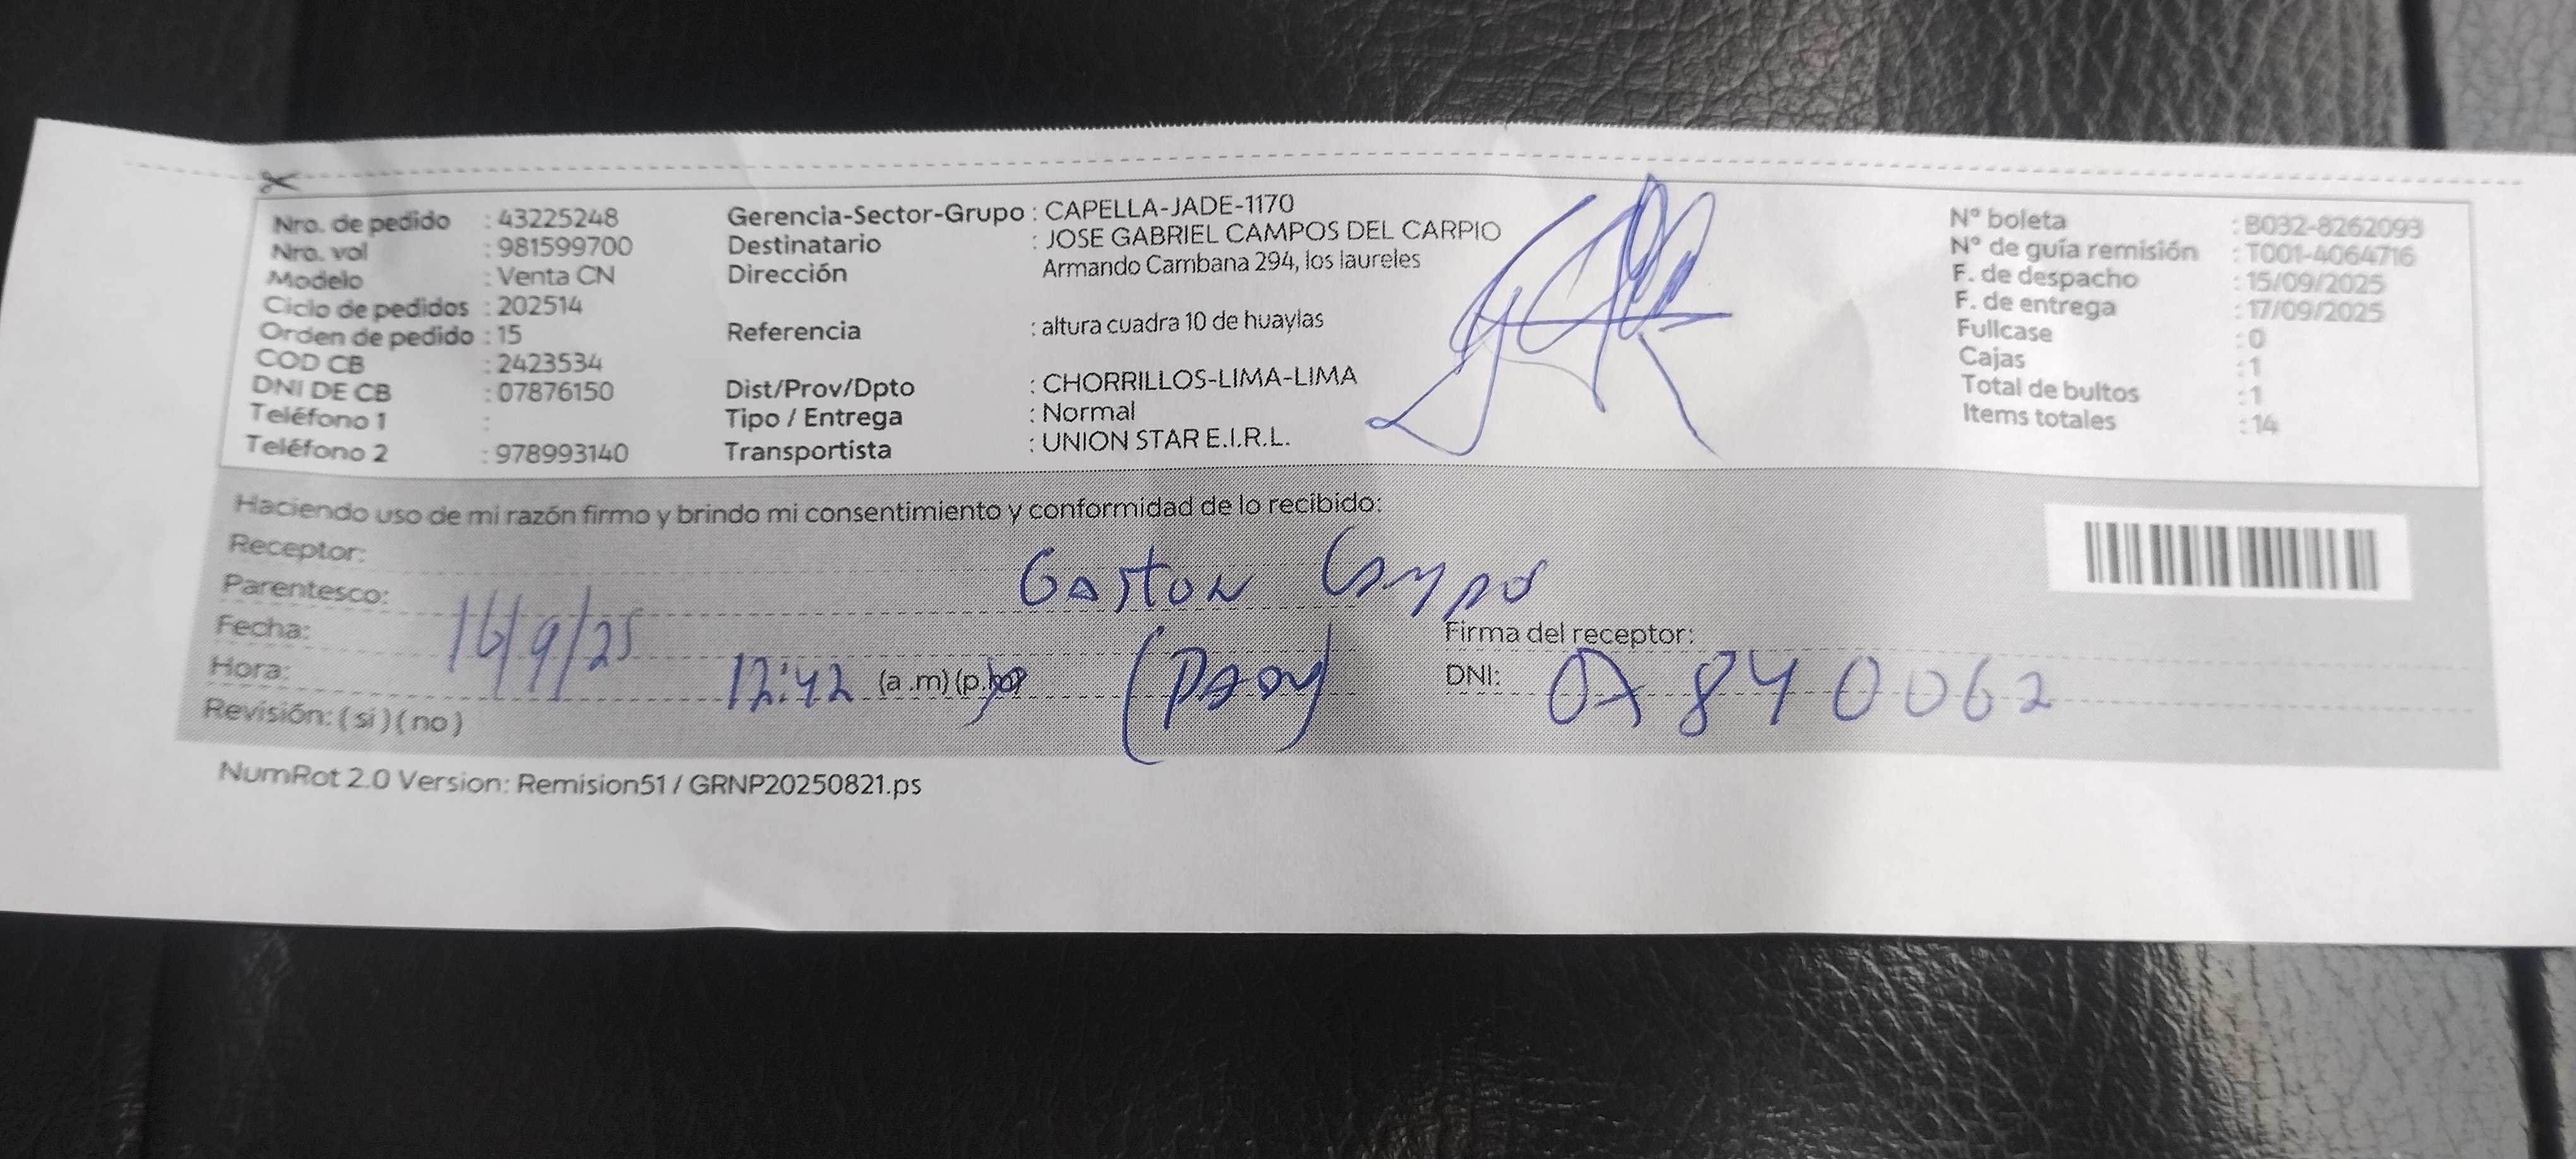 Nro. de pedido : 43225248
Nro. vol : 981599700
Modelo : Venta CN
Ciclo de pedidos : 202514
Orden de pedido : 15
COD CB : 2423534
DNI DE CB : 07876150
Teléfono 1 :
Teléfono 2 : 978993140
Gerencia-Sector-Grupo : CAPELLA-JADE-1170
Destinatario : JOSE GABRIEL CAMPOS DEL CARPIO
Dirección Armando Cambana 294, los laureles
Referencia : altura cuadra 10 de huaylas
Dist/Prov/Dpto : CHORRILLOS-LIMA-LIMA
Tipo / Entrega : Normal
Transportista : UNION STAR E.I.R.L.
N° boleta : B032-8262093
N° de guía remisión : T001-4064716
F. de despacho : 15/09/2025
F. de entrega : 17/09/2025
Fullcase : 0
Cajas : 1
Total de bultos : 1
Items totales : 14
Haciendo uso de mi razón firmo y brindo mi consentimiento y conformidad de lo recibido:
Receptor: Gaston Campos
Parentesco:
Fecha: 16/9/25
Firma del receptor:
Hora: 12:42 (a.m)(p.m)
DNI: 07840062
Revisión: (si)(no)
NumRot 2.0 Version: Remision51 / GRNP20250821.ps